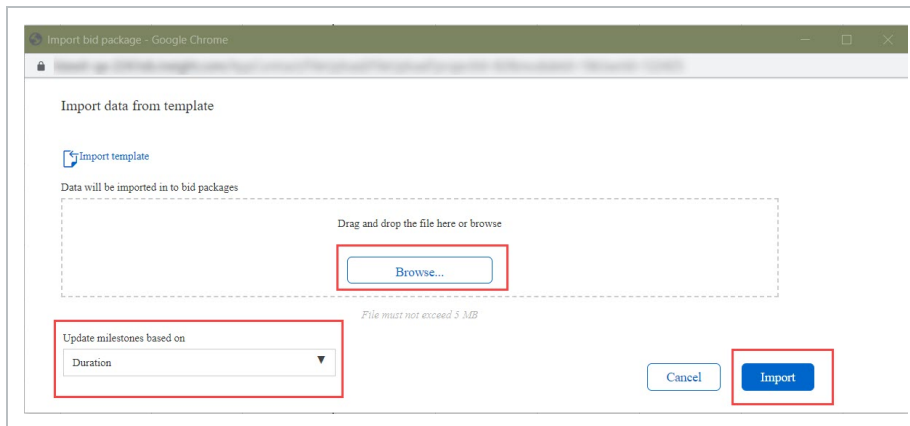 Import bid package - Google Chrome
Import data from template
Import template
Data will be imported in to bid packages
Drag and drop the file here or browse
Browse...
File must not exceed 5 MB
Update milestones based on
Duration
Cancel
Import